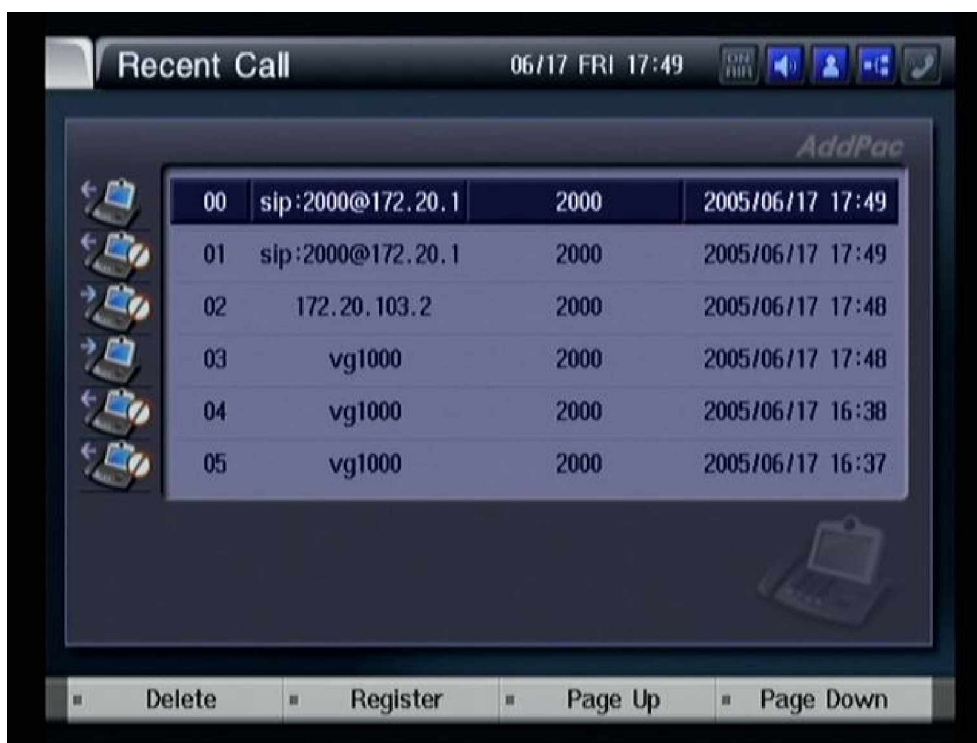 Recent Call 06/17 FRI 17:49 ON AIR
AddPac
00 sip:2000@172.20.1 2000 2005/06/17 17:49
01 sip:2000@172.20.1 2000 2005/06/17 17:49
02 172.20.103.2 2000 2005/06/17 17:48
03 vg1000 2000 2005/06/17 17:48
04 vg1000 2000 2005/06/17 16:38
05 vg1000 2000 2005/06/17 16:37
Delete Register Page Up Page Down